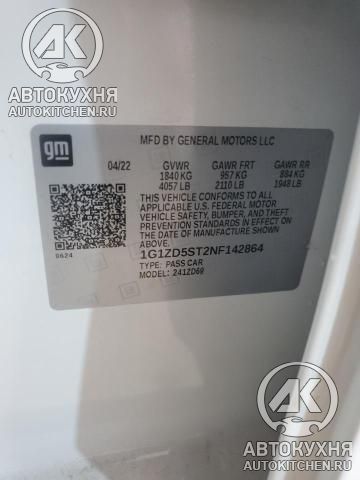 AK
АВТОКУХНЯ
AUTOKITCHEN.RU
gm
MFD BY GENERAL MOTORS LLC
04/22 GVWR GAWR FRT GAWR RR
1840 KG 957 KG 884 KG
4057 LB 2110 LB 1948 LB
THIS VEHICLE CONFORMS TO ALL
APPLICABLE U.S. FEDERAL MOTOR
VEHICLE SAFETY, BUMPER, AND THEFT
PREVENTION STANDARDS IN EFFECT
ON THE DATE OF MANUFACTURE SHOWN
ABOVE.
0624 1G1ZD5ST2NF142864
TYPE: PASS CAR
MODEL: 241ZD69
AK
АВТОКУХНЯ
AUTOKITCHEN.RU